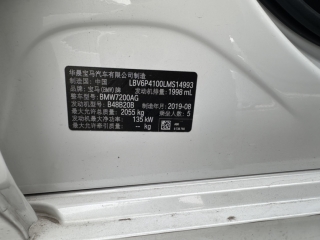 华晨宝马汽车有限公司制造
制造国：中国 LBV6P4100LMS14993
品牌：宝马(BMW)牌 发动机排量：1998 mL
整车型号：BMW7200AG
发动机型号：B48B20B 制造年月：2019-08
最大允许总质量：2055 kg 乘坐人数：5
发动机最大净功率：135 kW
最大允许牵引质量：- kg